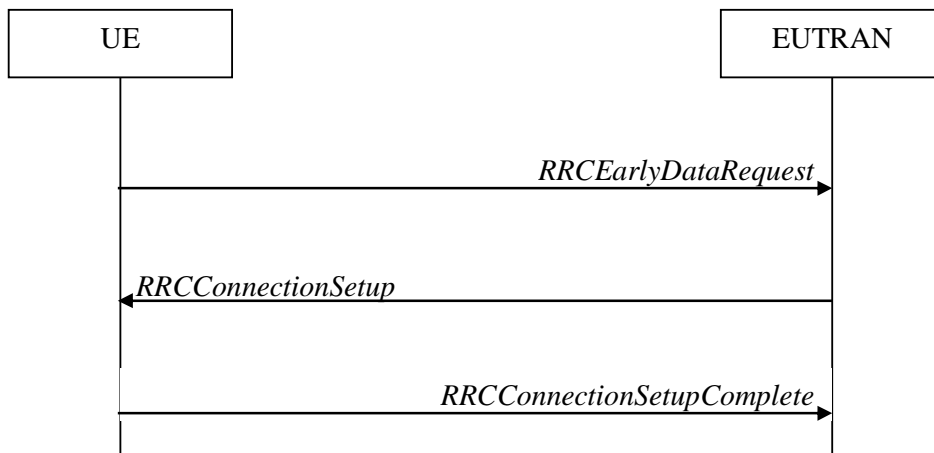 UE
EUTRAN
RRCEarlyDataRequest
RRCConnectionSetup
RRCConnectionSetupComplete